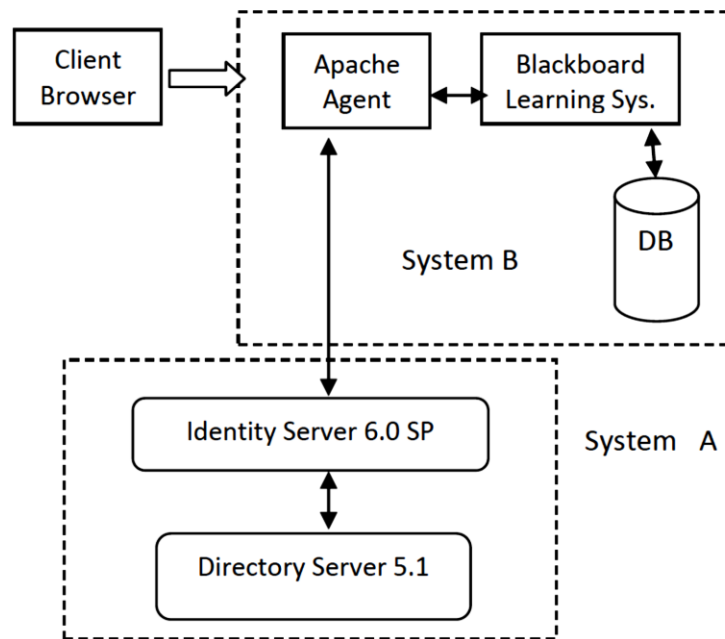 Client
Browser
Apache
Agent
Blackboard
Learning Sys.
DB
System B
Identity Server 6.0 SP
System A
Directory Server 5.1